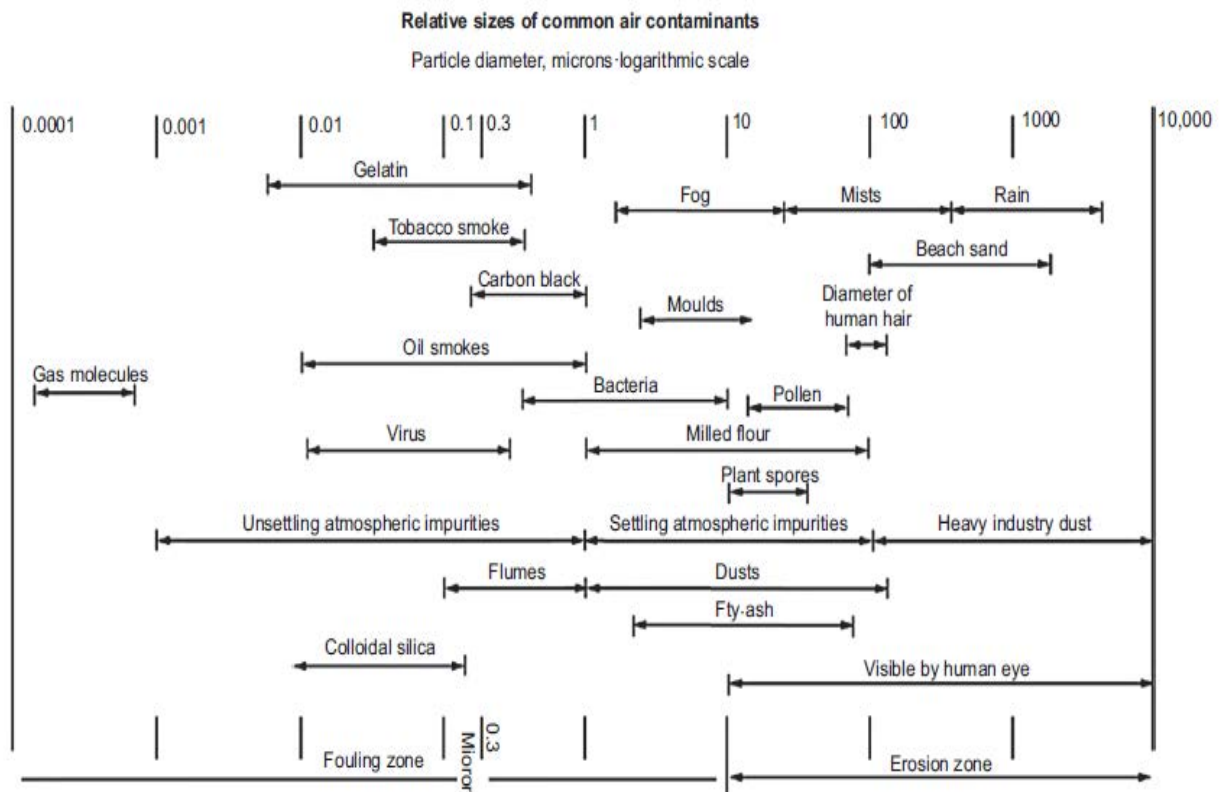 Relative sizes of common air contaminants
Particle diameter, microns·logarithmic scale
0.0001
0.001
0.01
0.1
0.3
1
10
100
1000
10,000
Gelatin
Fog
Mists
Rain
Tobacco smoke
Beach sand
Carbon black
Diameter of
human hair
Moulds
Oil smokes
Gas molecules
Bacteria
Pollen
Virus
Milled flour
Plant spores
Unsettling atmospheric impurities
Settling atmospheric impurities
Heavy industry dust
Flumes
Dusts
Fty-ash
Colloidal silica
Visible by human eye
0.3
Mioror
Fouling zone
Erosion zone